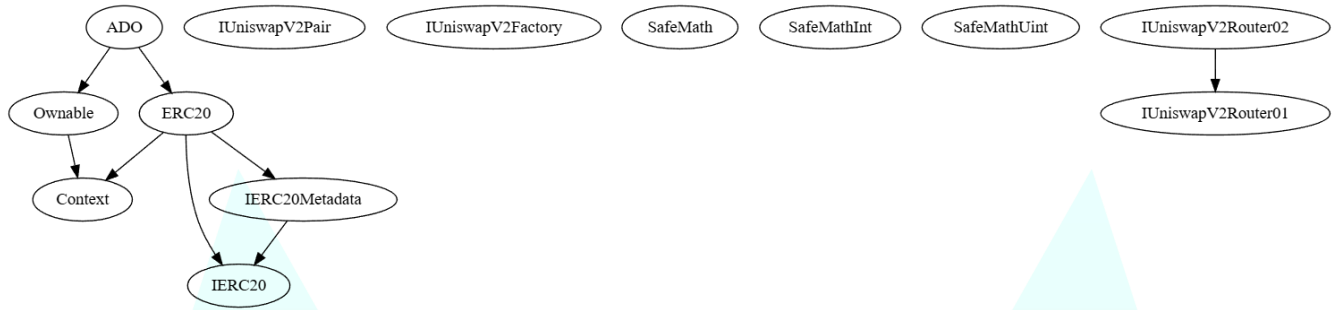 ADO
IUniswapV2Pair
IUniswapV2Factory
SafeMath
SafeMathInt
SafeMathUint
IUniswapV2Router02
Ownable
ERC20
IUniswapV2Router01
Context
IERC20Metadata
IERC20